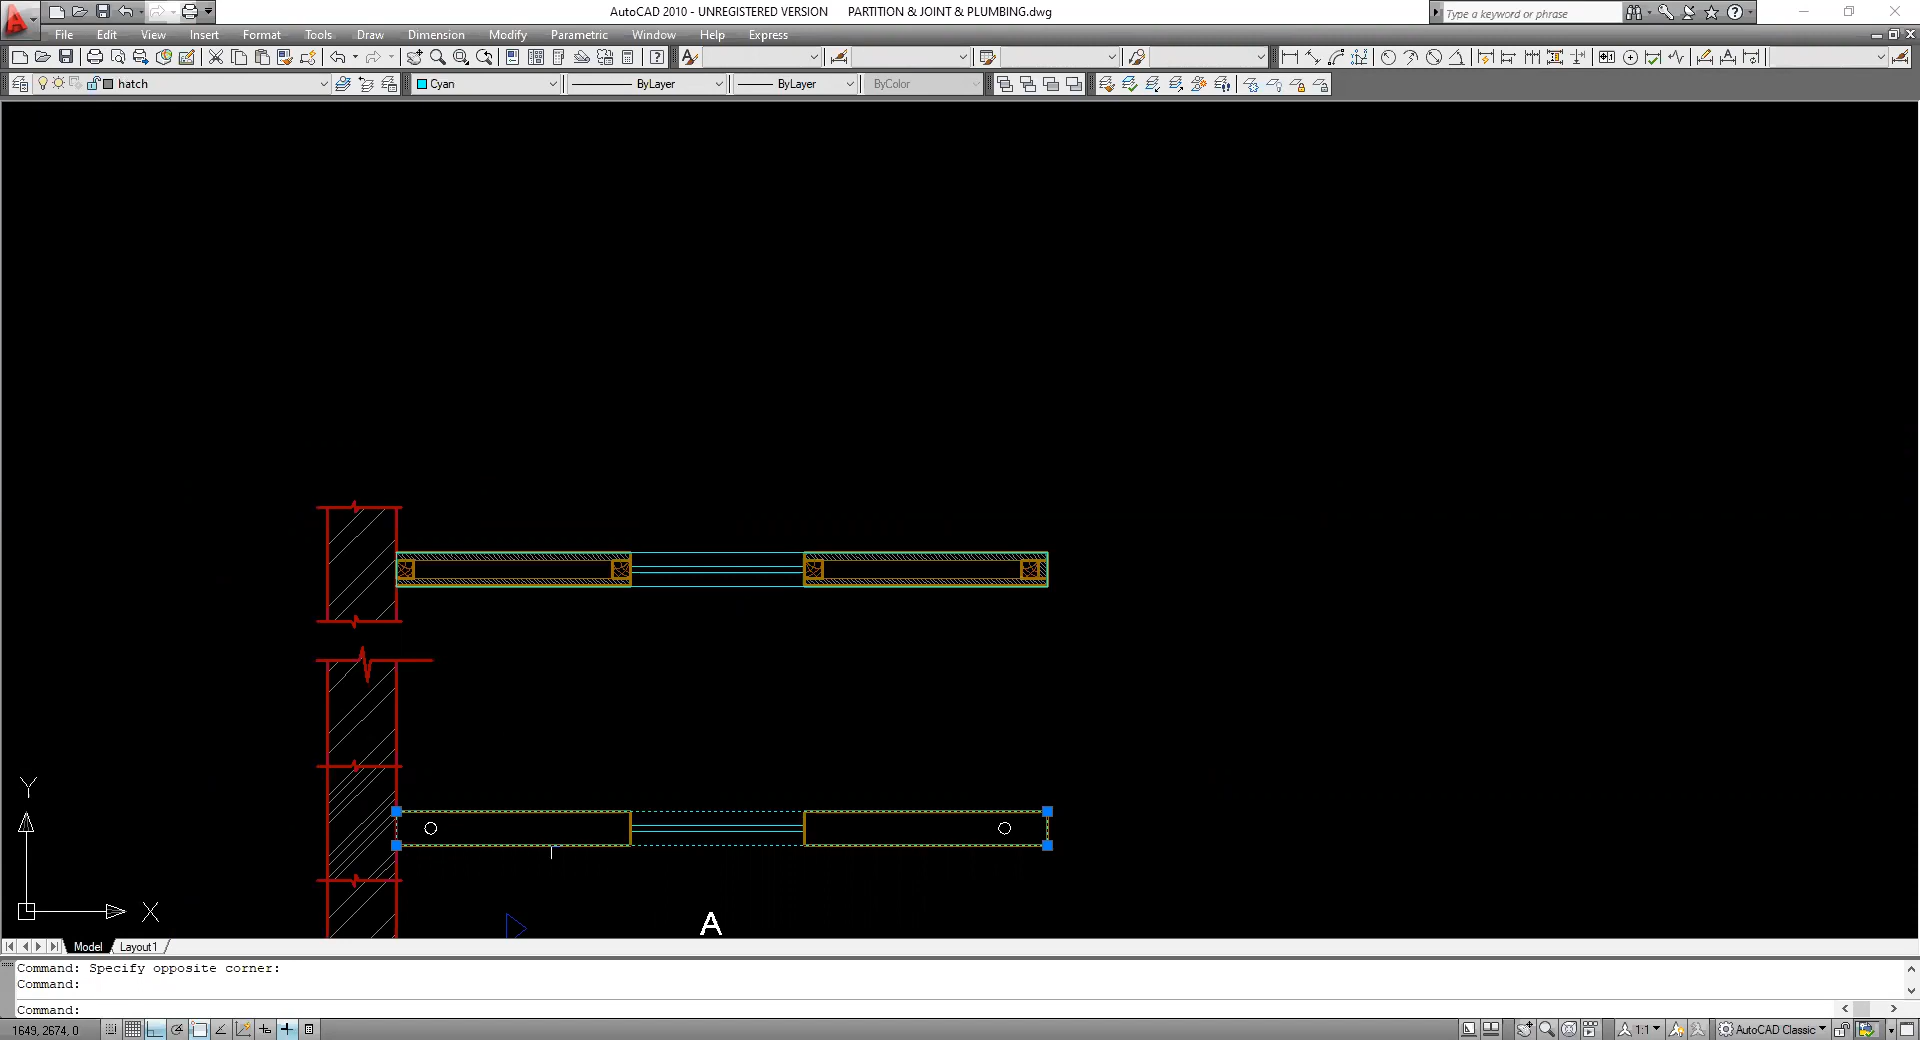 AutoCAD 2010 - UNREGISTERED VERSION PARTITION & JOINT & PLUMBING.dwg
Type a keyword or phrase
File Edit View Insert Format Tools Draw Dimension Modify Parametric Window Help Express
hatch Cyan ByLayer ByLayer ByColor
Y
X
A
Model Layout1
Command: Specify opposite corner:
Command:
Command:
1649, 2674, 0 1:1 AutoCAD Classic